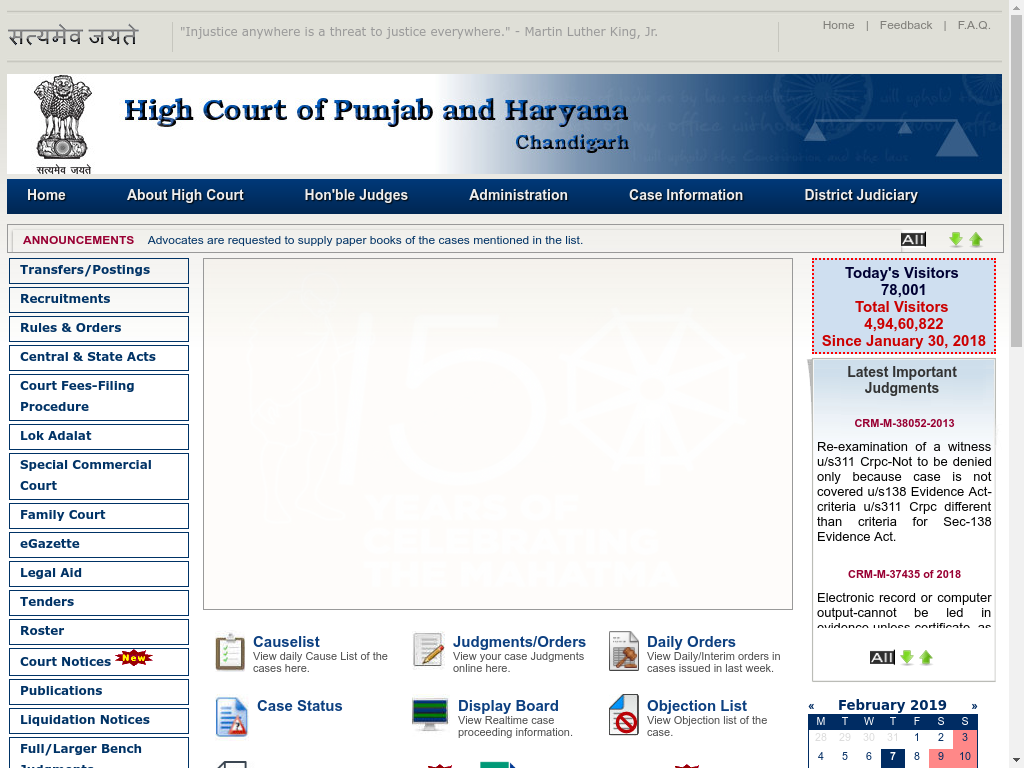 सत्यमेव जयते
"Injustice anywhere is a threat to justice everywhere." - Martin Luther King, Jr.
Home | Feedback | F.A.Q.
सत्यमेव जयते
High Court of Punjab and Haryana
Chandigarh
Home About High Court Hon'ble Judges Administration Case Information District Judiciary
ANNOUNCEMENTS Advocates are requested to supply paper books of the cases mentioned in the list. All
Transfers/Postings
Recruitments
Rules & Orders
Central & State Acts
Court Fees-Filing
Procedure
Lok Adalat
Special Commercial
Court
Family Court
eGazette
Legal Aid
Tenders
Roster
Court Notices New
Publications
Liquidation Notices
Full/Larger Bench
150
YEARS OF
CELEBRATING
THE MAHATMA
Causelist
View daily Cause List of the
cases here.
Judgments/Orders
View your case Judgments
online here.
Daily Orders
View Daily/Interim orders in
cases issued in last week.
Case Status
Display Board
View Realtime case
proceeding information.
Objection List
View Objection list of the
case.
Today's Visitors
78,001
Total Visitors
4,94,60,822
Since January 30, 2018
Latest Important
Judgments
CRM-M-38052-2013
Re-examination of a witness
u/s311 Crpc-Not to be denied
only because case is not
covered u/s138 Evidence Act-
criteria u/s311 Crpc different
than criteria for Sec-138
Evidence Act.
CRM-M-37435 of 2018
Electronic record or computer
output-cannot be led in
evidence unless certificate, as
All
« February 2019 »
M T W T F S S
28 29 30 31 1 2 3
4 5 6 7 8 9 10